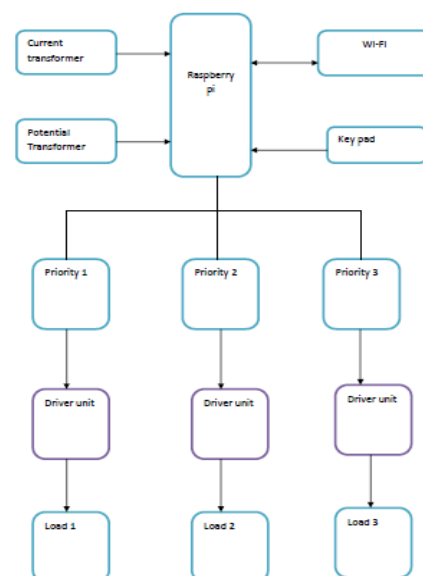 Current
transformer
Raspberry
pi
WI-FI
Potential
Transformer
Key pad
Priority 1
Priority 2
Priority 3
Driver unit
Driver unit
Driver unit
Load 1
Load 2
Load 3